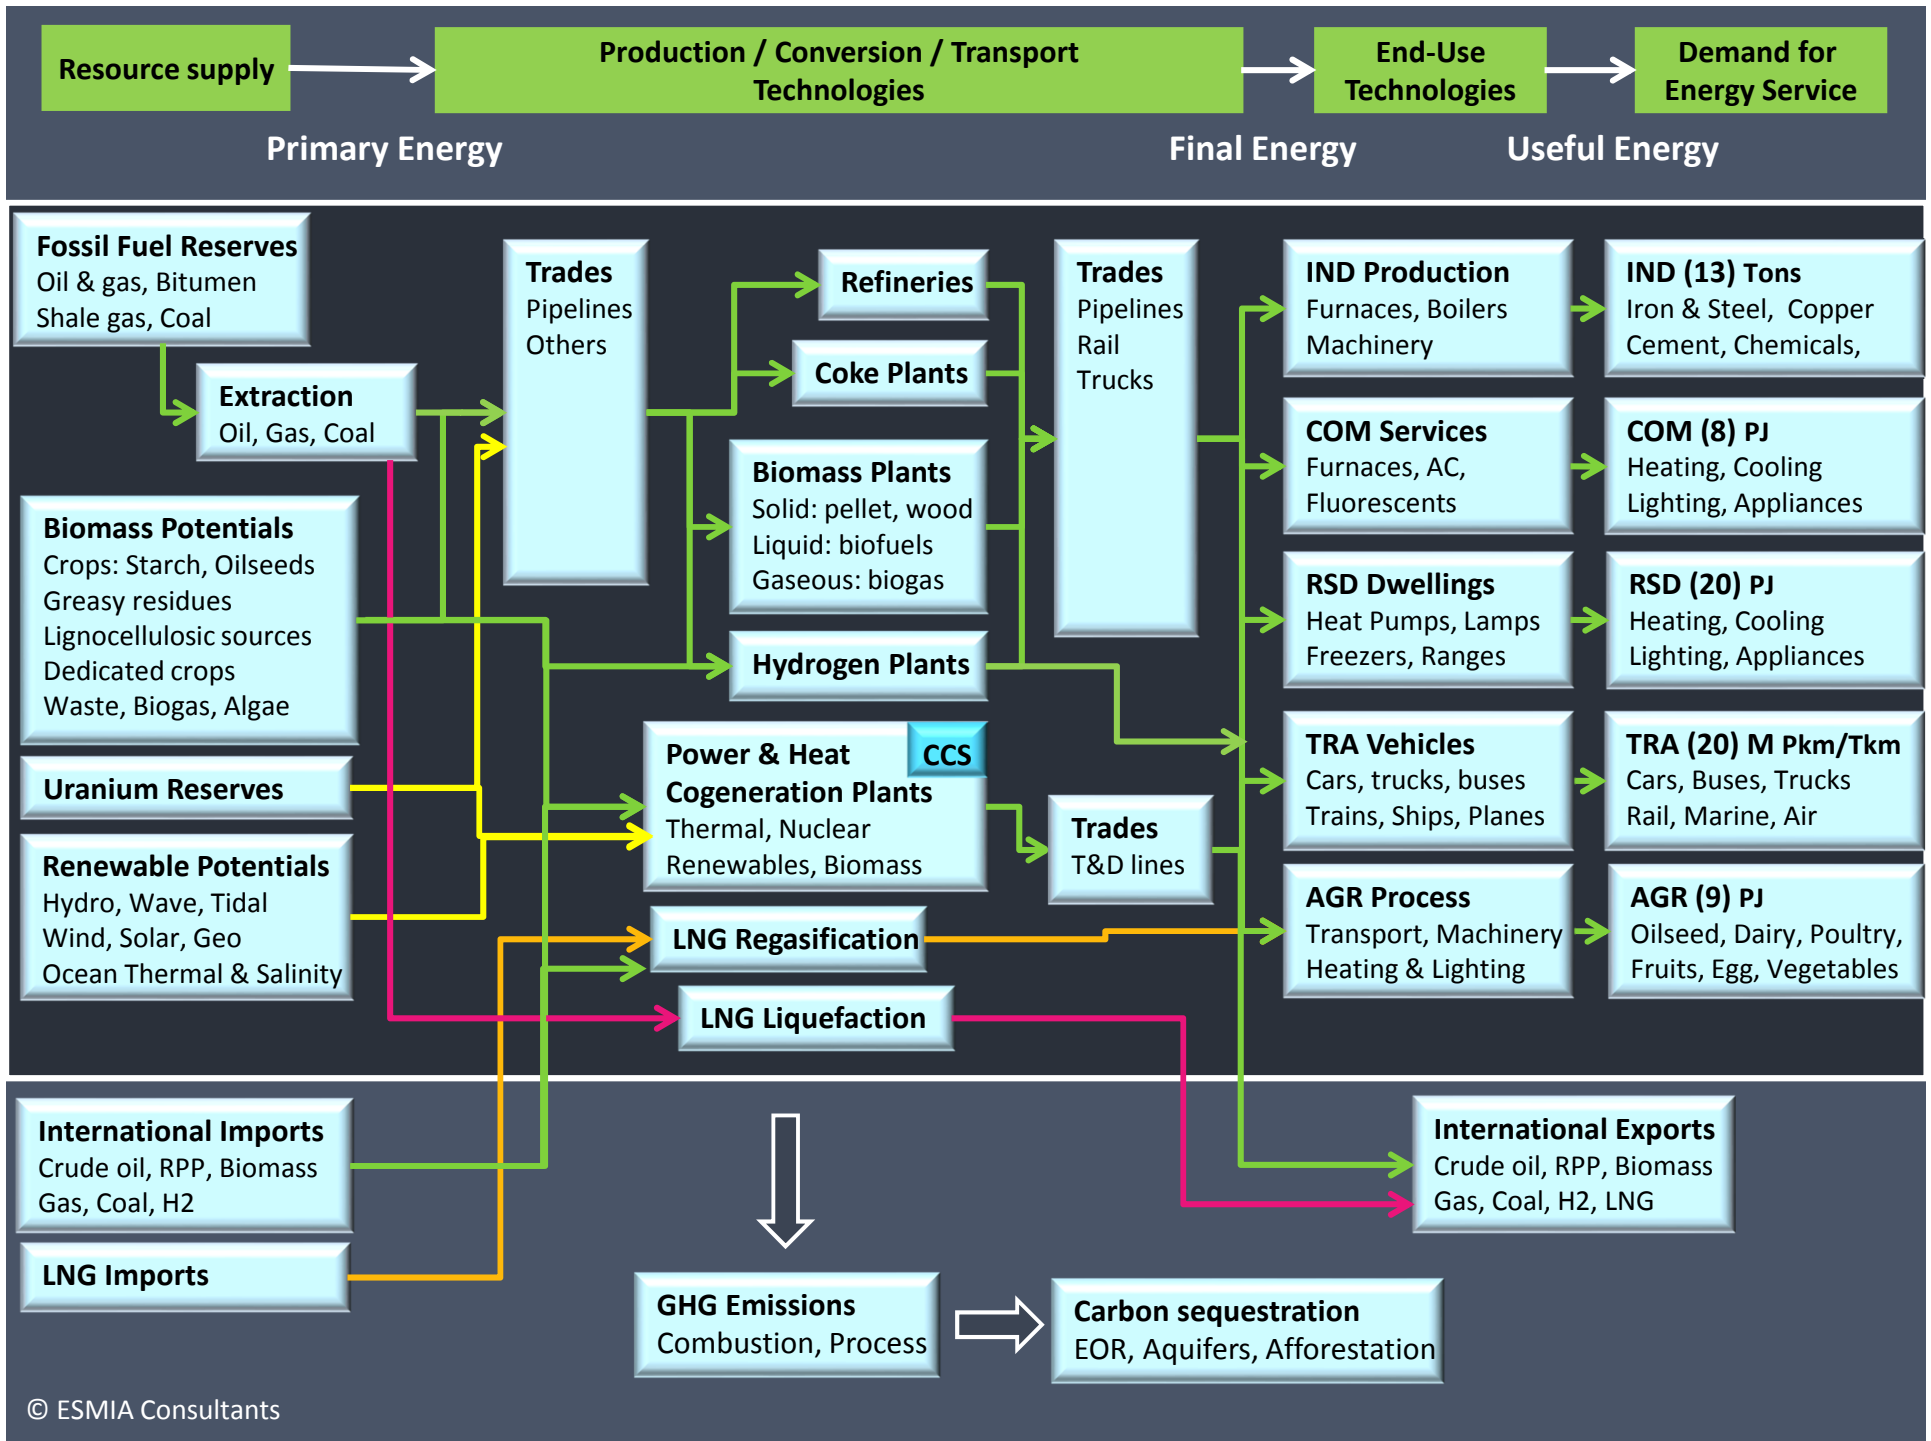 Resource supply
Production / Conversion / Transport
Technologies
End-Use
Technologies
Demand for
Energy Service
Primary Energy
Final Energy
Useful Energy
Fossil Fuel Reserves
Oil & gas, Bitumen
Shale gas, Coal
Extraction
Oil, Gas, Coal
Biomass Potentials
Crops: Starch, Oilseeds
Greasy residues
Lignocellulosic sources
Dedicated crops
Waste, Biogas, Algae
Uranium Reserves
Renewable Potentials
Hydro, Wave, Tidal
Wind, Solar, Geo
Ocean Thermal & Salinity
Trades
Pipelines
Others
Refineries
Coke Plants
Biomass Plants
Solid: pellet, wood
Liquid: biofuels
Gaseous: biogas
Hydrogen Plants
Power & Heat
Cogeneration Plants
Thermal, Nuclear
Renewables, Biomass
CCS
LNG Regasification
LNG Liquefaction
Trades
Pipelines
Rail
Trucks
Trades
T&D lines
IND Production
Furnaces, Boilers
Machinery
COM Services
Furnaces, AC,
Fluorescents
RSD Dwellings
Heat Pumps, Lamps
Freezers, Ranges
TRA Vehicles
Cars, trucks, buses
Trains, Ships, Planes
AGR Process
Transport, Machinery
Heating & Lighting
IND (13) Tons
Iron & Steel, Copper
Cement, Chemicals,
COM (8) PJ
Heating, Cooling
Lighting, Appliances
RSD (20) PJ
Heating, Cooling
Lighting, Appliances
TRA (20) M Pkm/Tkm
Cars, Buses, Trucks
Rail, Marine, Air
AGR (9) PJ
Oilseed, Dairy, Poultry,
Fruits, Egg, Vegetables
International Imports
Crude oil, RPP, Biomass
Gas, Coal, H2
LNG Imports
International Exports
Crude oil, RPP, Biomass
Gas, Coal, H2, LNG
GHG Emissions
Combustion, Process
Carbon sequestration
EOR, Aquifers, Afforestation
© ESMIA Consultants